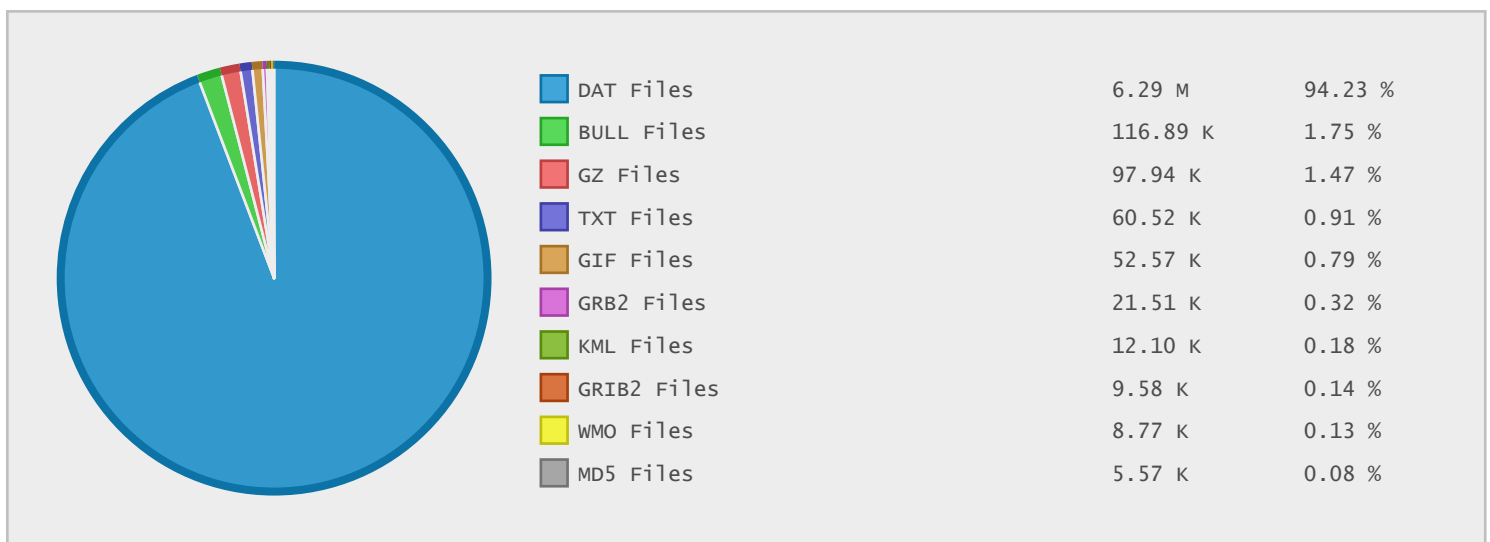 DAT Files 6.29 M 94.23 %
BULL Files 116.89 K 1.75 %
GZ Files 97.94 K 1.47 %
TXT Files 60.52 K 0.91 %
GIF Files 52.57 K 0.79 %
GRB2 Files 21.51 K 0.32 %
KML Files 12.10 K 0.18 %
GRIB2 Files 9.58 K 0.14 %
WMO Files 8.77 K 0.13 %
MD5 Files 5.57 K 0.08 %